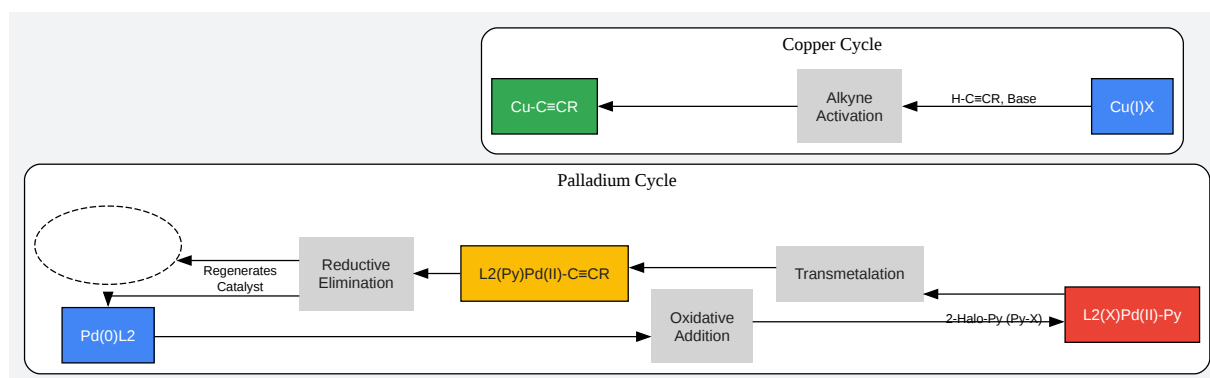 Copper Cycle
Cu-C≡CR
Alkyne
Activation
H-C≡CR, Base
Cu(I)X
Palladium Cycle
Regenerates
Catalyst
Reductive
Elimination
L2(Py)Pd(II)-C≡CR
Transmetalation
Pd(0)L2
Oxidative
Addition
2-Halo-Py (Py-X)
L2(X)Pd(II)-Py